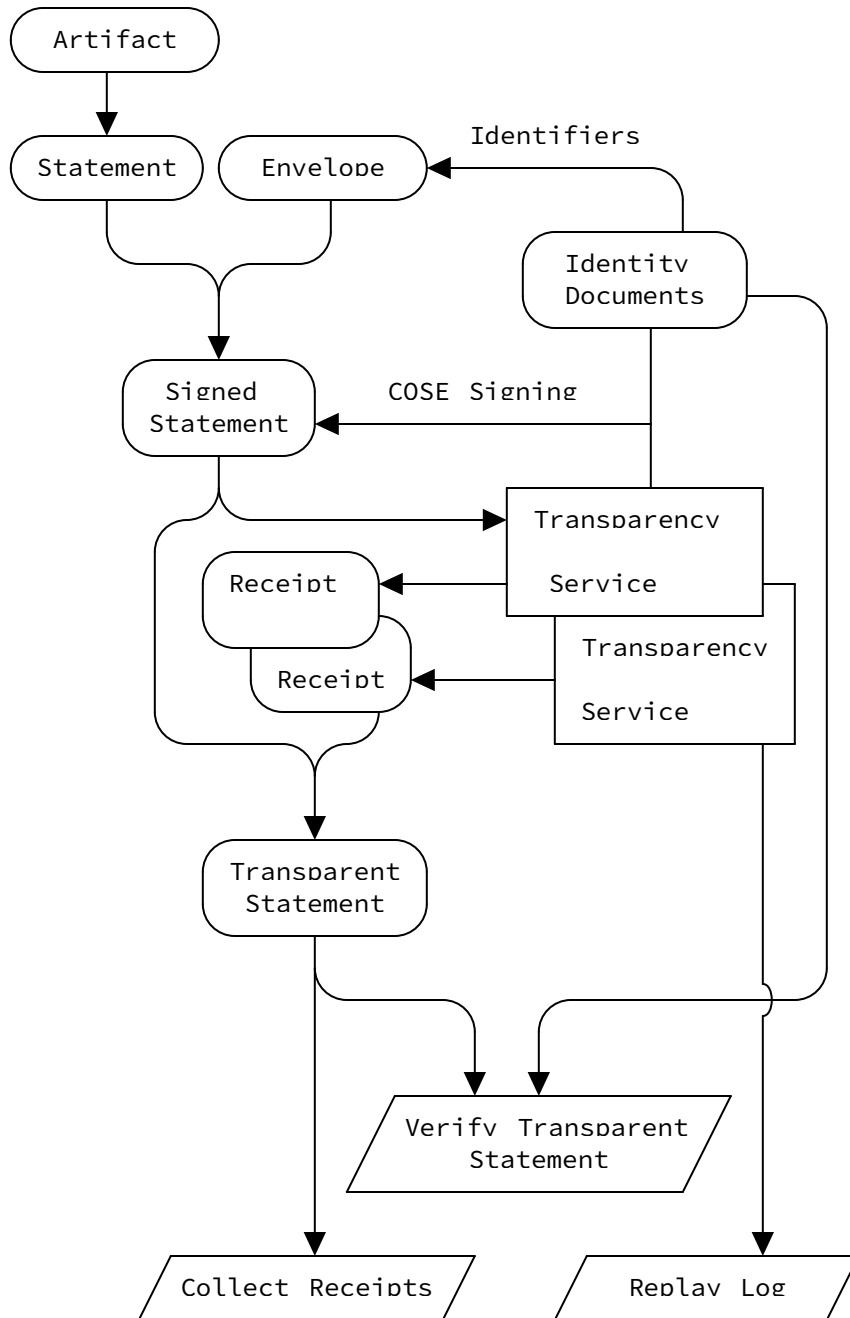 Artifact
Identifiers
Statement
Envelope
Identity
Documents
Signed
Statement
COSE Signing
Transparency
Service
Receipt
Transparency
Service
Receipt
Transparent
Statement
Verify Transparent
Statement
Collect Receipts
Replay Log